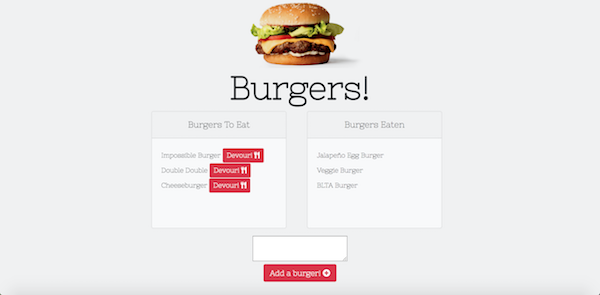 Burgers!
Burgers To Eat
Impossible Burger Devour!
Double Double Devour!
Cheeseburger Devour!
Burgers Eaten
Jalapeño Egg Burger
Veggie Burger
BLTA Burger
Add a burger!